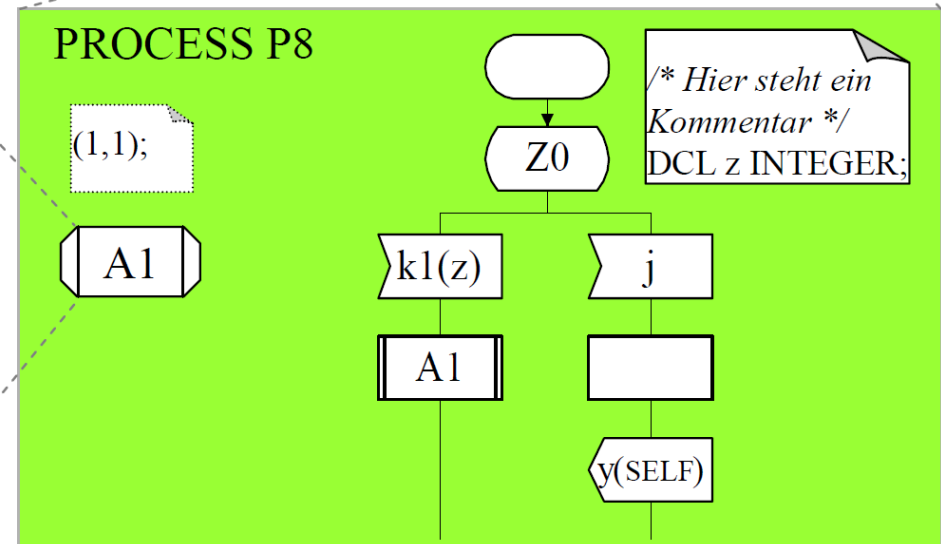 PROCESS P8
/* Hier steht ein
Kommentar */
DCL z INTEGER;
(1,1);
Z0
A1
k1(z)
j
A1
y(SELF)